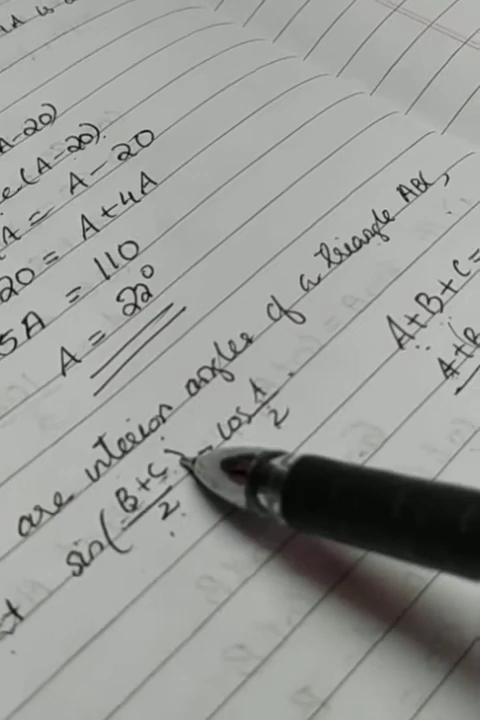 A-20)
(A-20).
A = A-20
20 = A+4A
5A = 110
A = 22°
are interior angles of a triangle ABC,
sin(B+C/2) = cos A/2.
A+B+C =
A+B